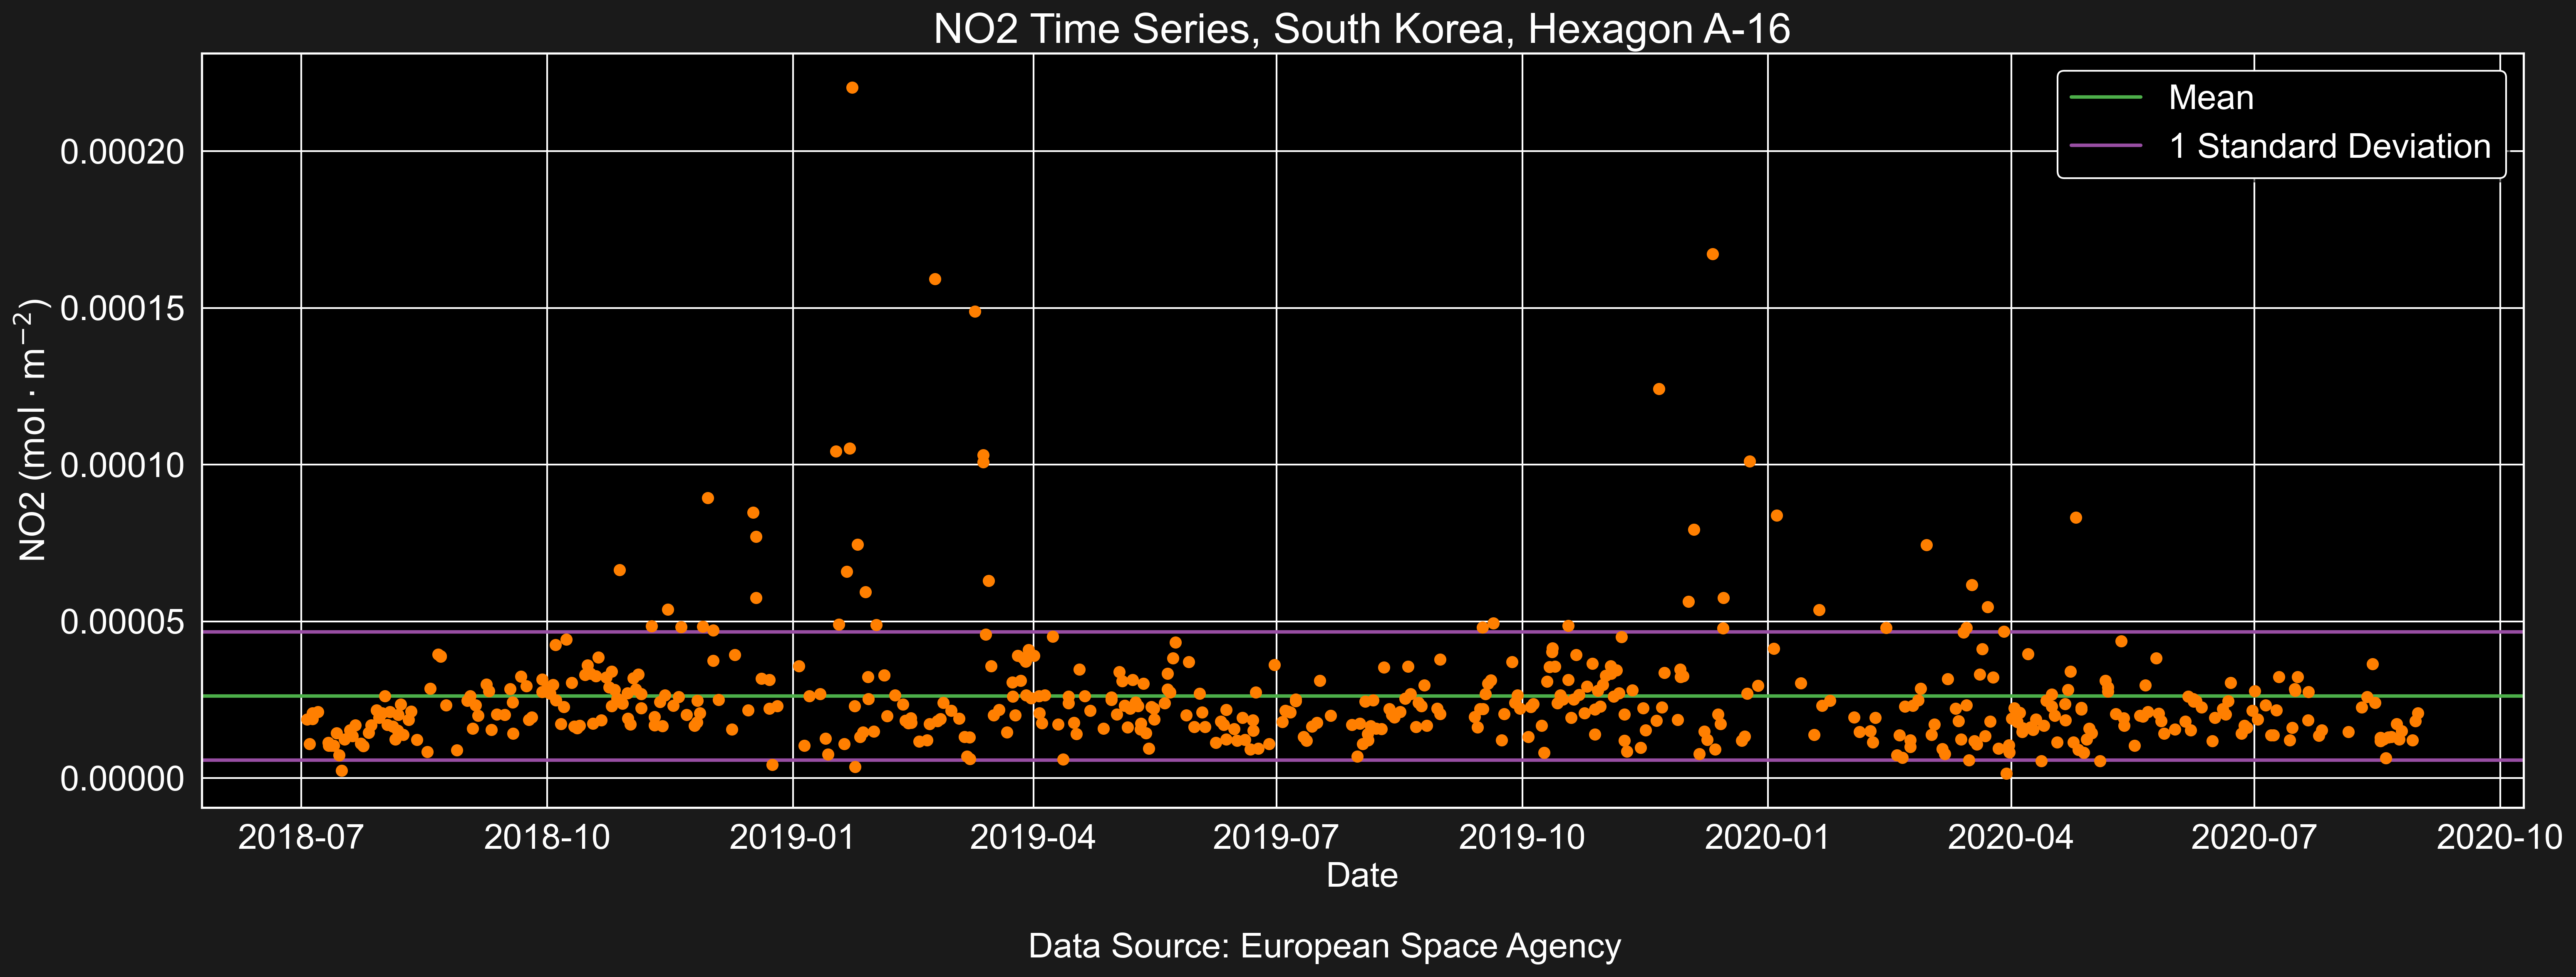 NO2 Time Series, South Korea, Hexagon A-16
Mean
1 Standard Deviation
NO2 (mol · m⁻²)
0.00020
0.00015
0.00010
0.00005
0.00000
2018-07 2018-10 2019-01 2019-04 2019-07 2019-10 2020-01 2020-04 2020-07 2020-10
Date
Data Source: European Space Agency